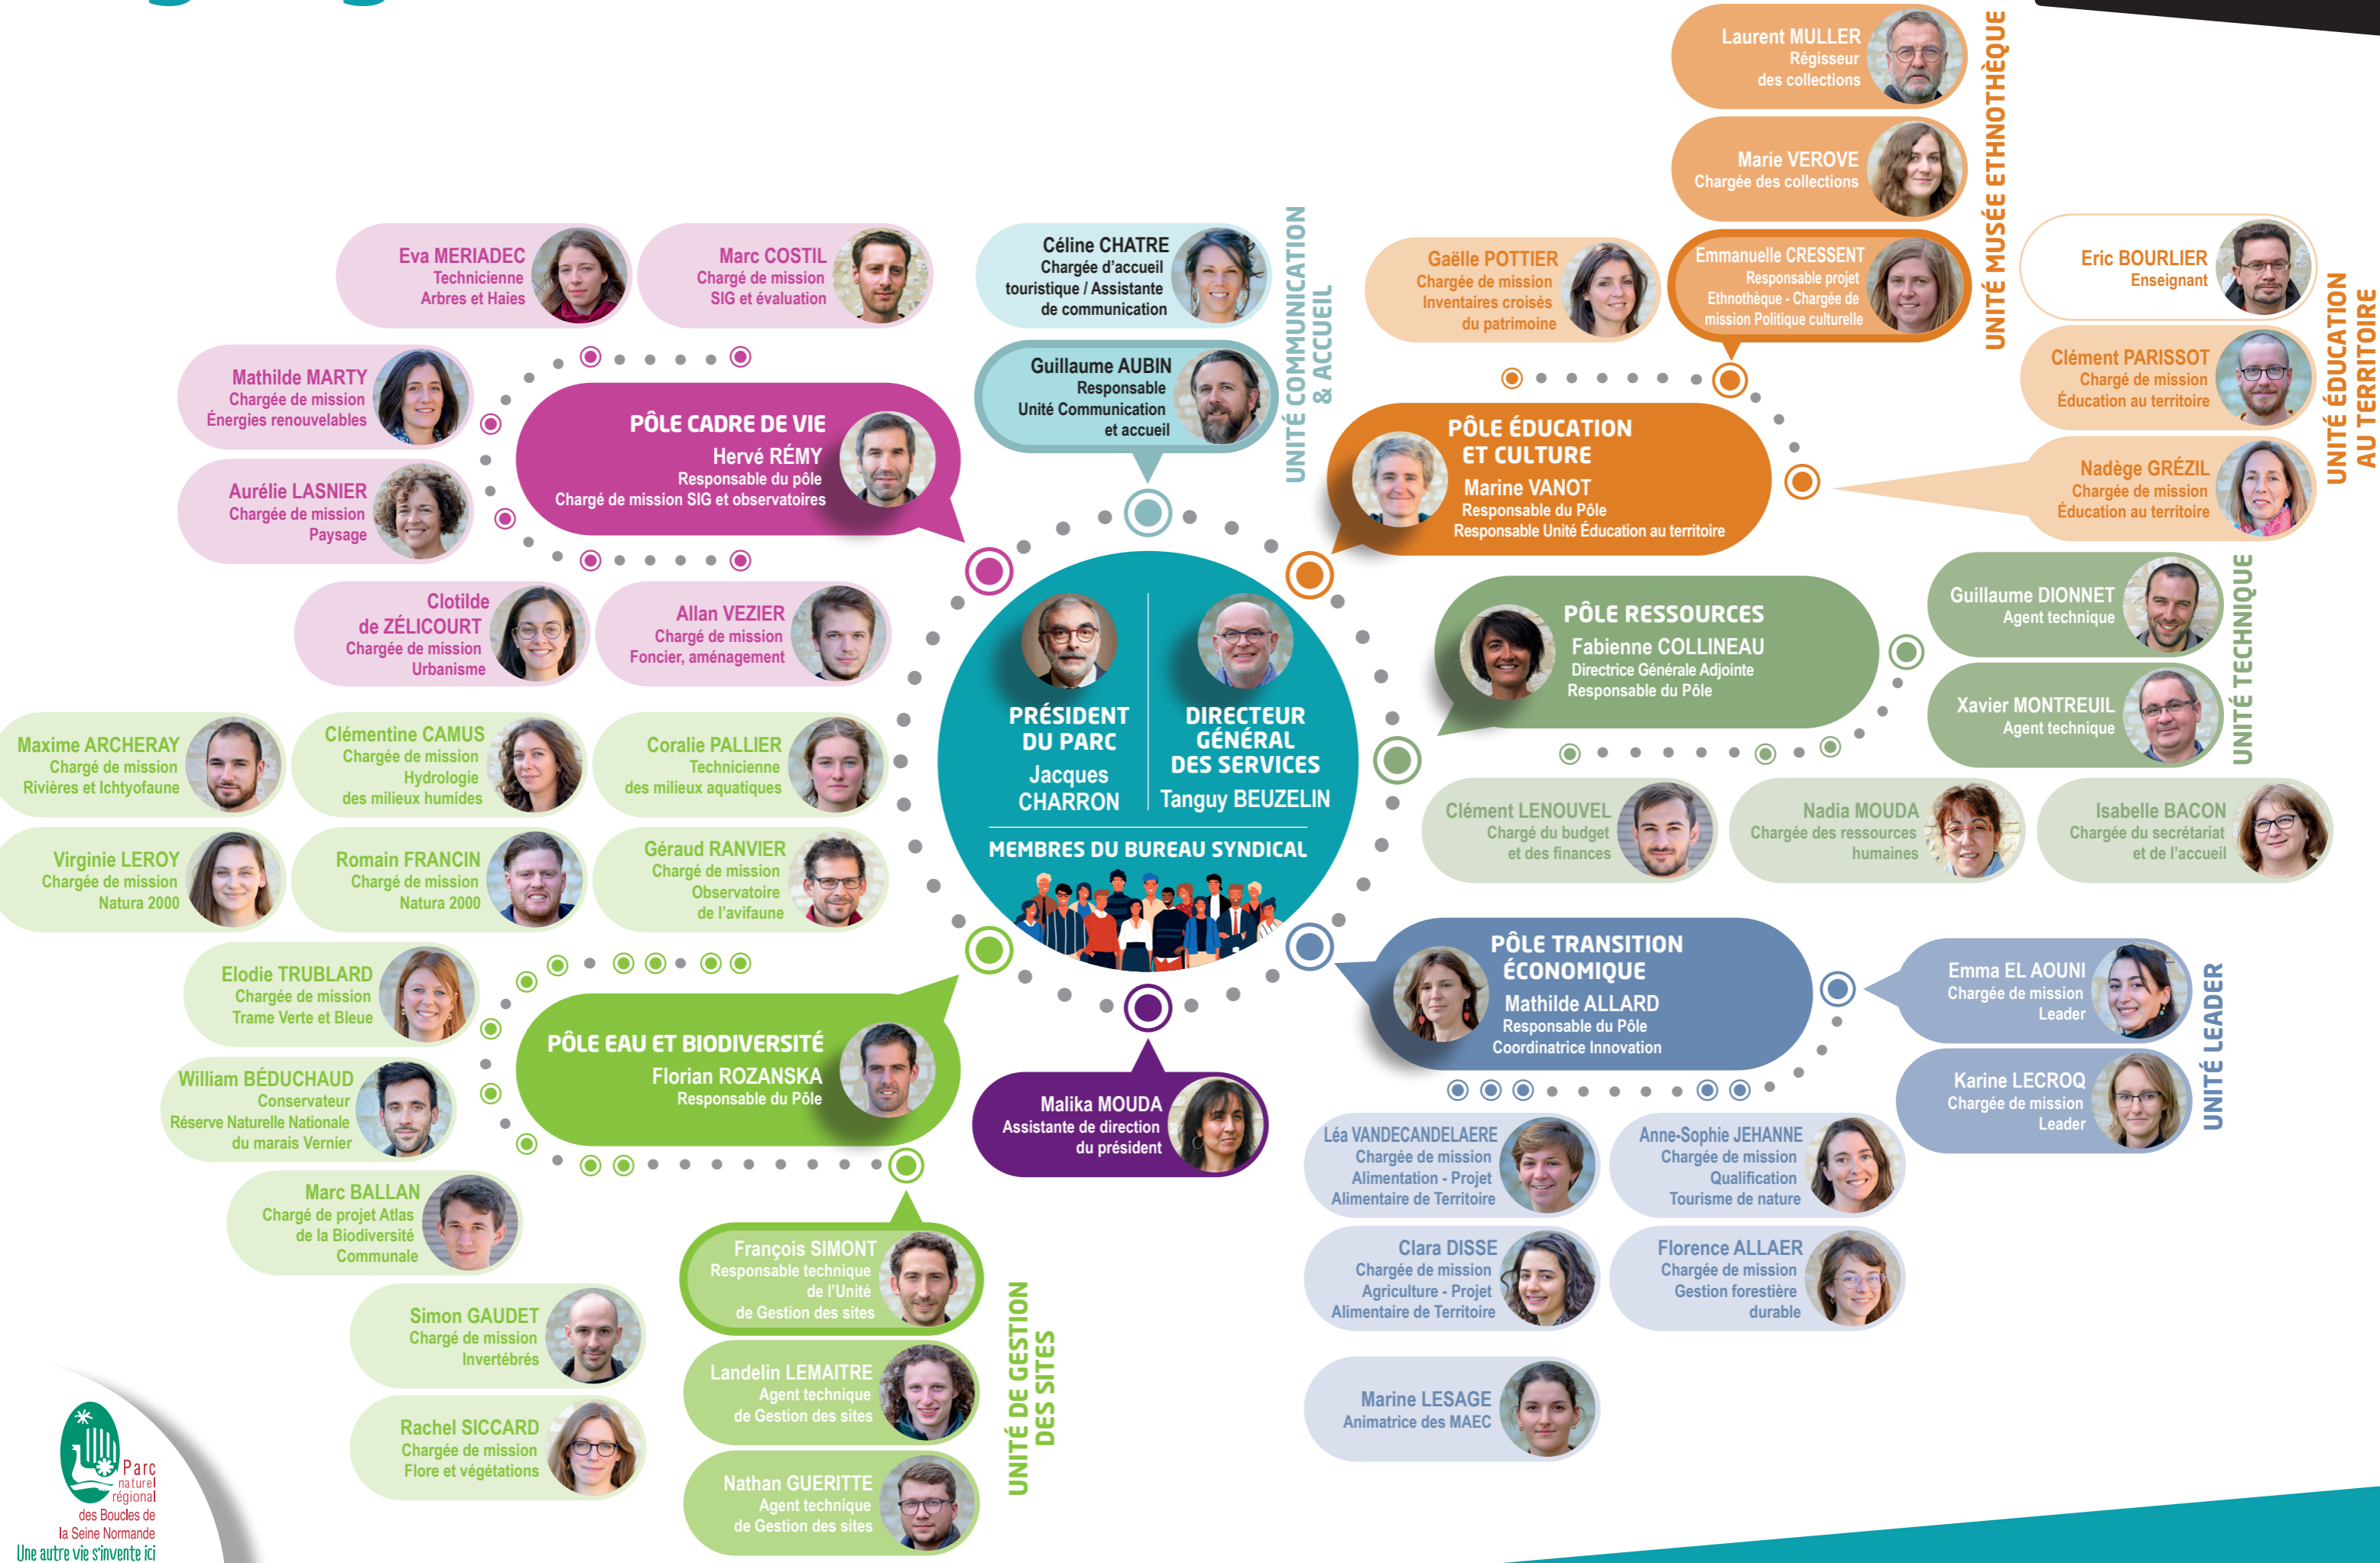 Laurent MULLER
Régisseur
des collections
Marie VEROVE
Chargée des collections
Emmanuelle CRESSENT
Responsable projet
Ethnothèque - Chargée de
mission Politique culturelle
UNITÉ MUSÉE ETHNOTHÈQUE
Gaëlle POTTIER
Chargée de mission
Inventaires croisés
du patrimoine
Eric BOURLIER
Enseignant
Clément PARISSOT
Chargé de mission
Éducation au territoire
Nadège GRÉZIL
Chargée de mission
Éducation au territoire
UNITÉ ÉDUCATION
AU TERRITOIRE
PÔLE ÉDUCATION
ET CULTURE
Marine VANOT
Responsable du Pôle
Responsable Unité Éducation au territoire
Céline CHATRE
Chargée d'accueil
touristique / Assistante
de communication
Guillaume AUBIN
Responsable
Unité Communication
et accueil
UNITÉ COMMUNICATION
& ACCUEIL
Eva MERIADEC
Technicienne
Arbres et Haies
Marc COSTIL
Chargé de mission
SIG et évaluation
Mathilde MARTY
Chargée de mission
Énergies renouvelables
PÔLE CADRE DE VIE
Hervé RÉMY
Responsable du pôle
Chargé de mission SIG et observatoires
Aurélie LASNIER
Chargée de mission
Paysage
Clotilde
de ZÉLICOURT
Chargée de mission
Urbanisme
Allan VEZIER
Chargé de mission
Foncier, aménagement
PRÉSIDENT
DU PARC
Jacques
CHARRON
DIRECTEUR
GÉNÉRAL
DES SERVICES
Tanguy BEUZELIN
MEMBRES DU BUREAU SYNDICAL
PÔLE RESSOURCES
Fabienne COLLINEAU
Directrice Générale Adjointe
Responsable du Pôle
Guillaume DIONNET
Agent technique
Xavier MONTREUIL
Agent technique
UNITÉ TECHNIQUE
Clément LENOUVEL
Chargé du budget
et des finances
Nadia MOUDA
Chargée des ressources
humaines
Isabelle BACON
Chargée du secrétariat
et de l'accueil
Maxime ARCHERAY
Chargé de mission
Rivières et Ichtyofaune
Clémentine CAMUS
Chargée de mission
Hydrologie
des milieux humides
Coralie PALLIER
Technicienne
des milieux aquatiques
Virginie LEROY
Chargée de mission
Natura 2000
Romain FRANCIN
Chargé de mission
Natura 2000
Géraud RANVIER
Chargé de mission
Observatoire
de l'avifaune
Elodie TRUBLARD
Chargée de mission
Trame Verte et Bleue
PÔLE EAU ET BIODIVERSITÉ
Florian ROZANSKA
Responsable du Pôle
William BÉDUCHAUD
Conservateur
Réserve Naturelle Nationale
du marais Vernier
Marc BALLAN
Chargé de projet Atlas
de la Biodiversité
Communale
Simon GAUDET
Chargé de mission
Invertébrés
Rachel SICCARD
Chargée de mission
Flore et végétations
François SIMONT
Responsable technique
de l'Unité
de Gestion des sites
Landelin LEMAITRE
Agent technique
de Gestion des sites
Nathan GUERITTE
Agent technique
de Gestion des sites
UNITÉ DE GESTION
DES SITES
Malika MOUDA
Assistante de direction
du président
PÔLE TRANSITION
ÉCONOMIQUE
Mathilde ALLARD
Responsable du Pôle
Coordinatrice Innovation
Emma EL AOUNI
Chargée de mission
Leader
Karine LECROQ
Chargée de mission
Leader
UNITÉ LEADER
Léa VANDECANDELAERE
Chargée de mission
Alimentation - Projet
Alimentaire de Territoire
Anne-Sophie JEHANNE
Chargée de mission
Qualification
Tourisme de nature
Clara DISSE
Chargée de mission
Agriculture - Projet
Alimentaire de Territoire
Florence ALLAER
Chargée de mission
Gestion forestière
durable
Marine LESAGE
Animatrice des MAEC
Parc
naturel
régional
des Boucles de
la Seine Normande
Une autre vie s'invente ici